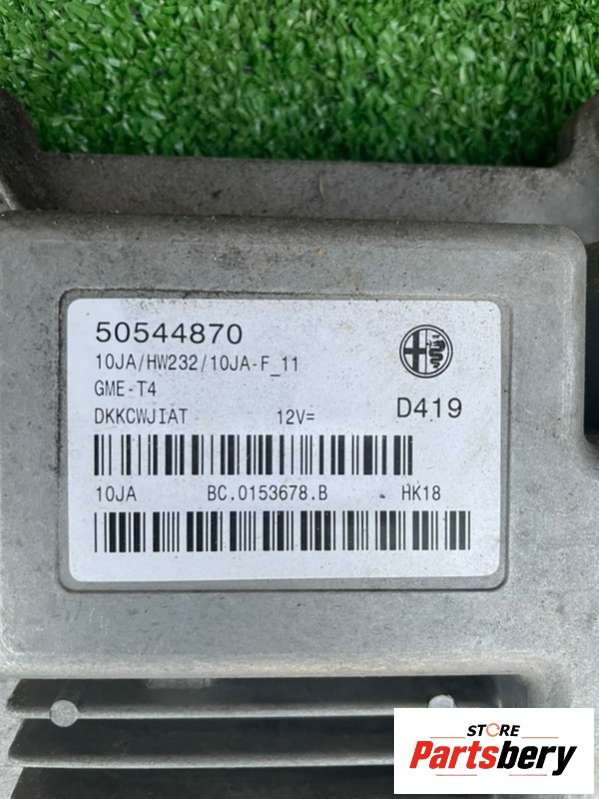 50544870
10JA/HW232/10JA-F_11
GME-T4
DKKCWJIAT 12V=
D419
10JA BC.0153678.B HK18
STORE
Partsbery